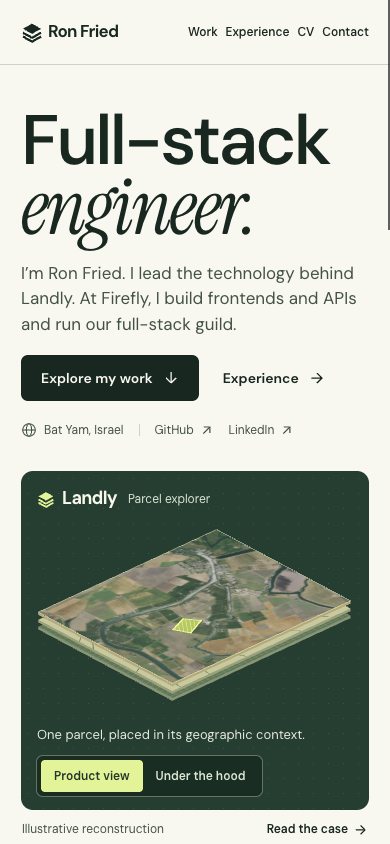 Ron Fried
Work Experience CV Contact
Full-stack
engineer.
I’m Ron Fried. I lead the technology behind
Landly. At Firefly, I build frontends and APIs
and run our full-stack guild.
Explore my work ↓ Experience →
Bat Yam, Israel GitHub ↗ LinkedIn ↗
Landly Parcel explorer
One parcel, placed in its geographic context.
Product view Under the hood
Illustrative reconstruction Read the case →